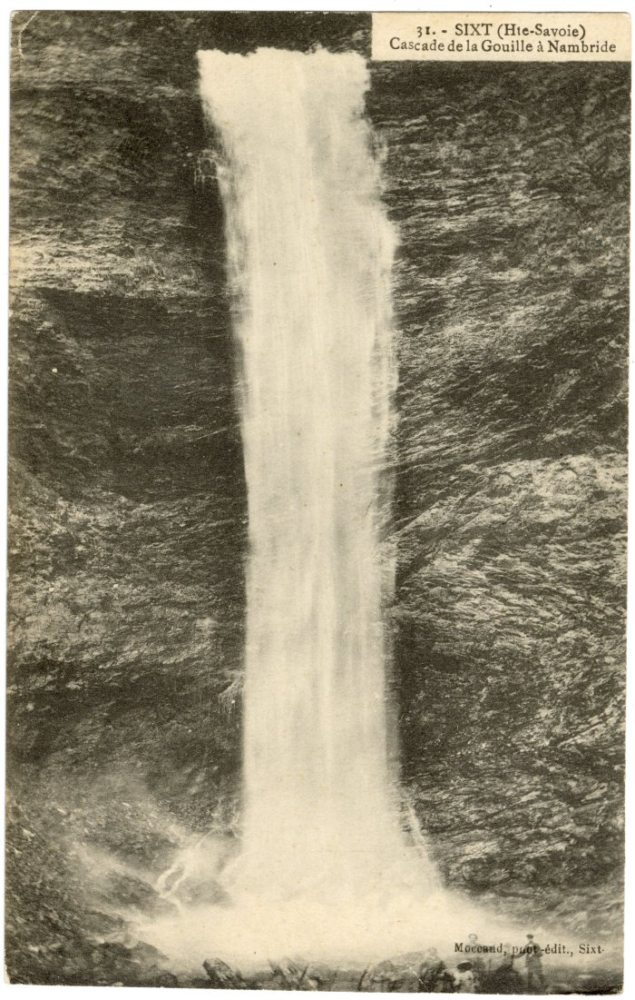 31. - SIXT (Hte-Savoie)
Cascade de la Gouille à Nambride
Moccand, phot-édit., Sixt.